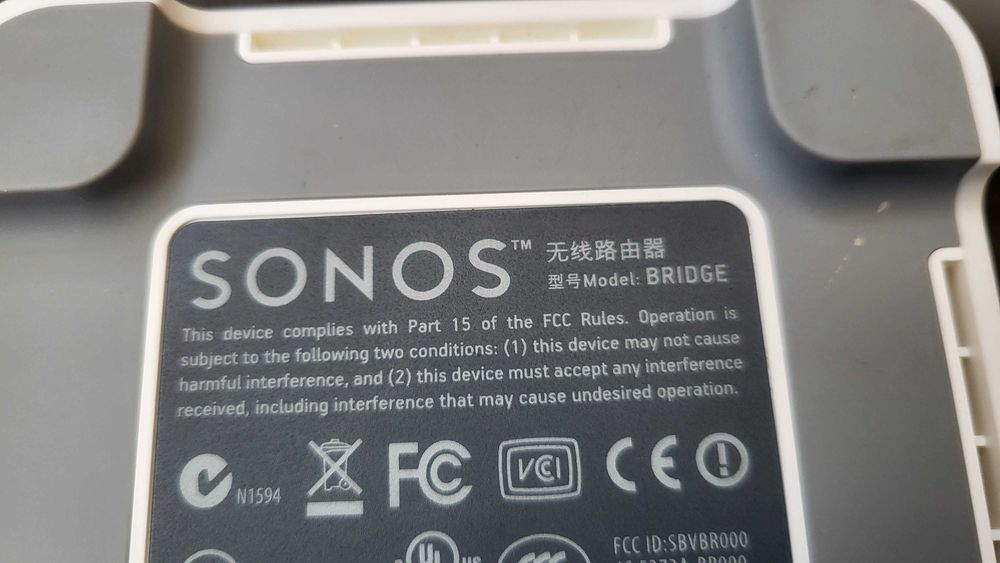 SONOS™ 无线路由器
型号Model: BRIDGE
This device complies with Part 15 of the FCC Rules. Operation is
subject to the following two conditions: (1) this device may not cause
harmful interference, and (2) this device must accept any interference
received, including interference that may cause undesired operation.
N1594 FC VCI CE
UL US FCC ID:SBVBR000